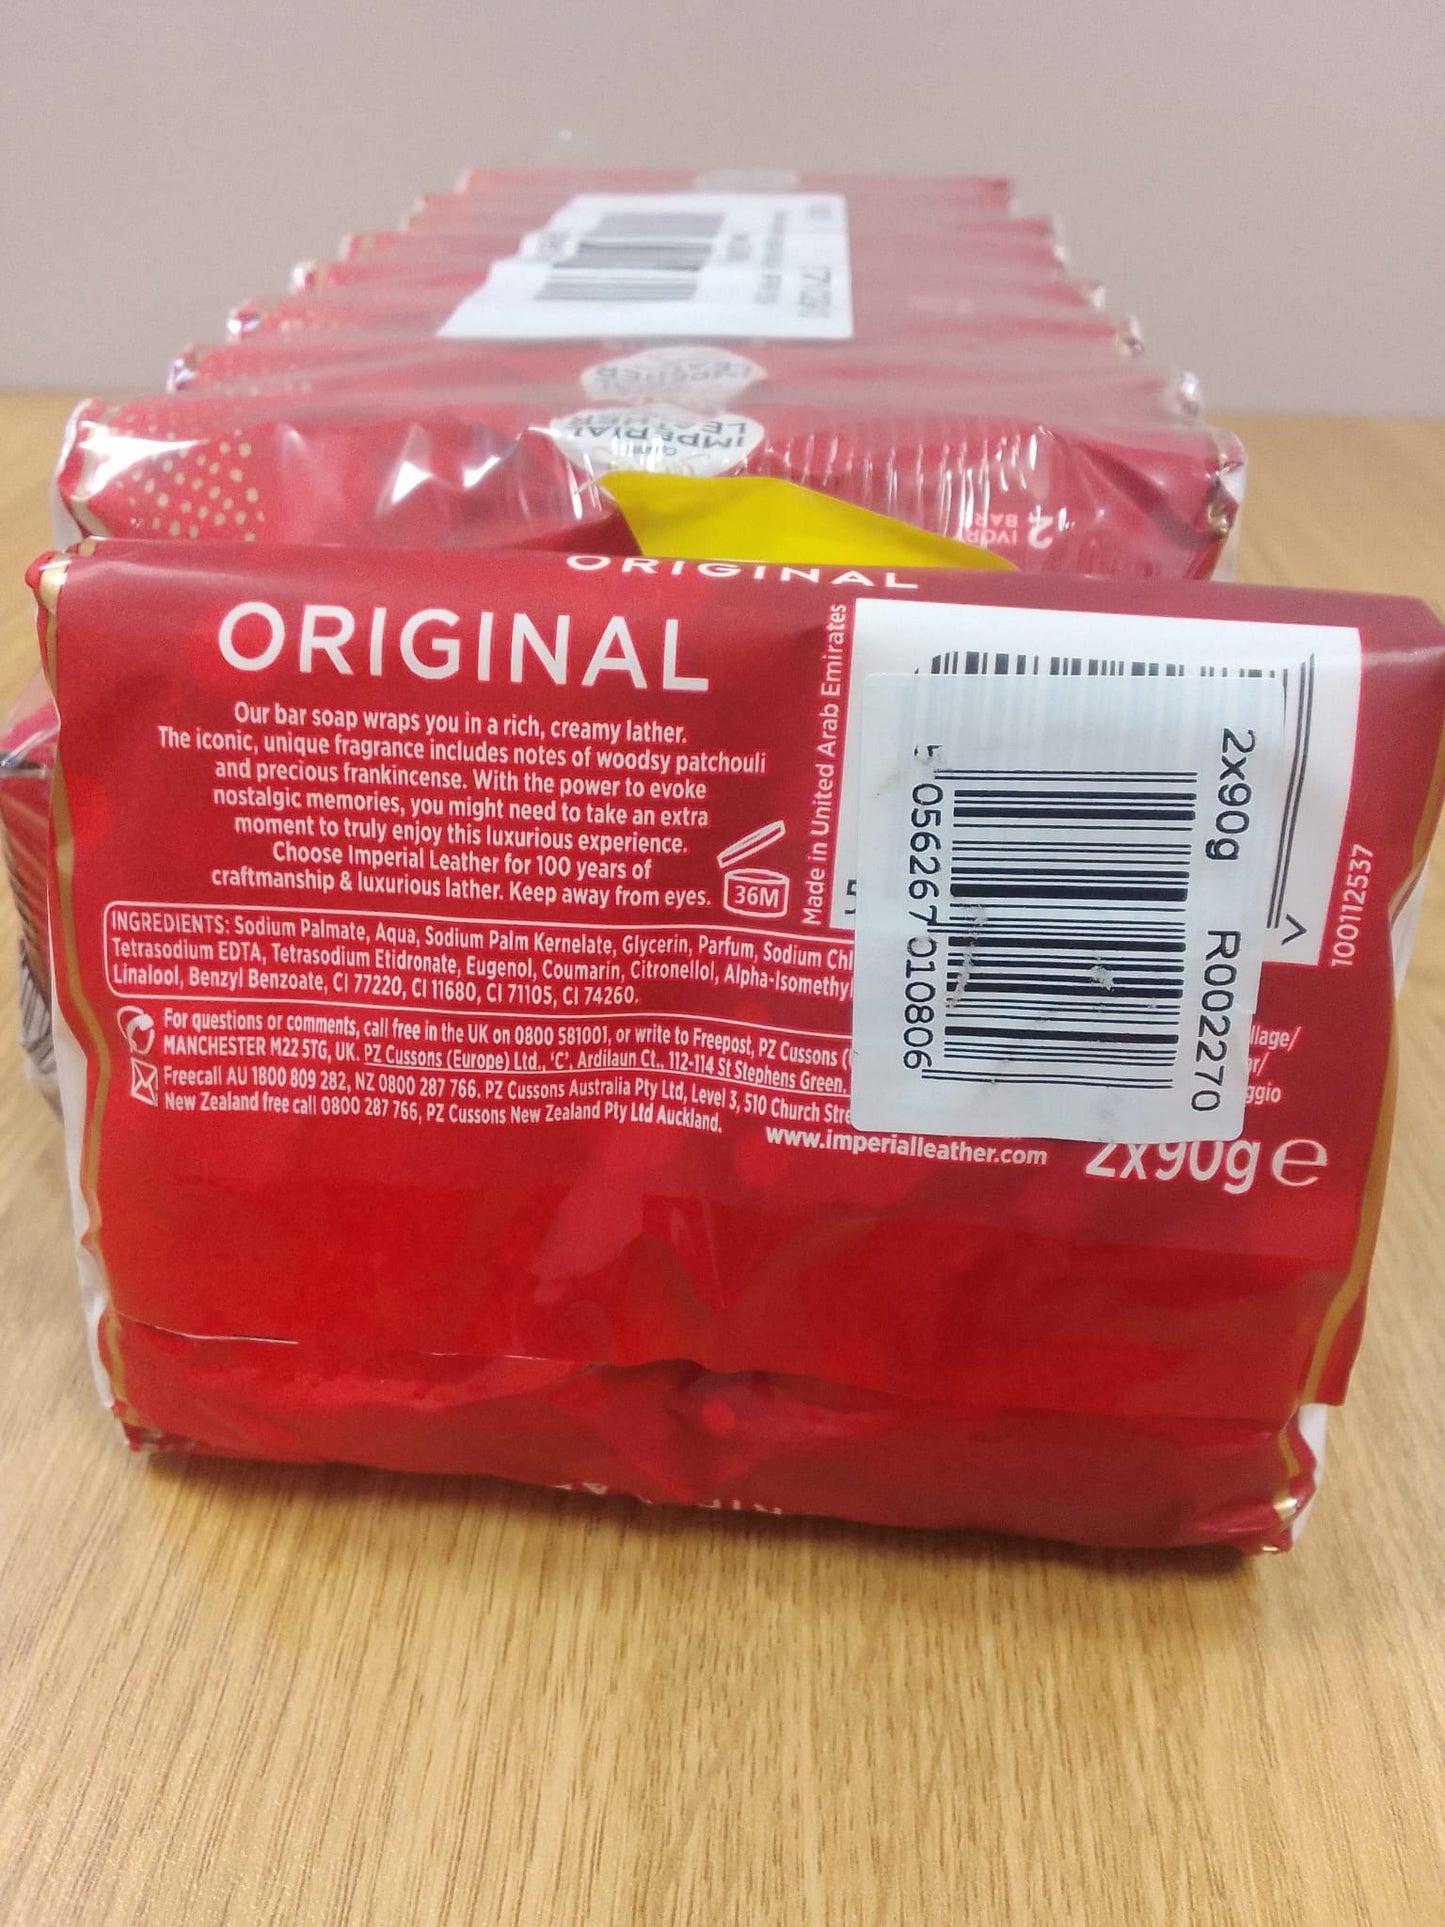 IMPERIAL
LEATHER
2 IVORY
BARS
ORIGINAL
ORIGINAL
Our bar soap wraps you in a rich, creamy lather.
The iconic, unique fragrance includes notes of woodsy patchouli
and precious frankincense. With the power to evoke
nostalgic memories, you might need to take an extra
moment to truly enjoy this luxurious experience.
Choose Imperial Leather for 100 years of
craftmanship & luxurious lather. Keep away from eyes.
36M
INGREDIENTS: Sodium Palmate, Aqua, Sodium Palm Kernelate, Glycerin, Parfum, Sodium Chl
Tetrasodium EDTA, Tetrasodium Etidronate, Eugenol, Coumarin, Citronellol, Alpha-Isomethyl
Linalool, Benzyl Benzoate, CI 77220, CI 11680, CI 71105, CI 74260.
For questions or comments, call free in the UK on 0800 581001, or write to Freepost, PZ Cussons (
MANCHESTER M22 5TG, UK. PZ Cussons (Europe) Ltd., 'C', Ardilaun Ct., 112-114 St Stephens Green,
Freecall AU 1800 809 282, NZ 0800 287 766. PZ Cussons Australia Pty Ltd, Level 3, 510 Church Stre
New Zealand free call 0800 287 766, PZ Cussons New Zealand Pty Ltd Auckland.
www.imperialleather.com
2x90g e
Made in United Arab Emirates
2x90g R002270
5 056267 010806
>
100112537
llage/
or/
ggio